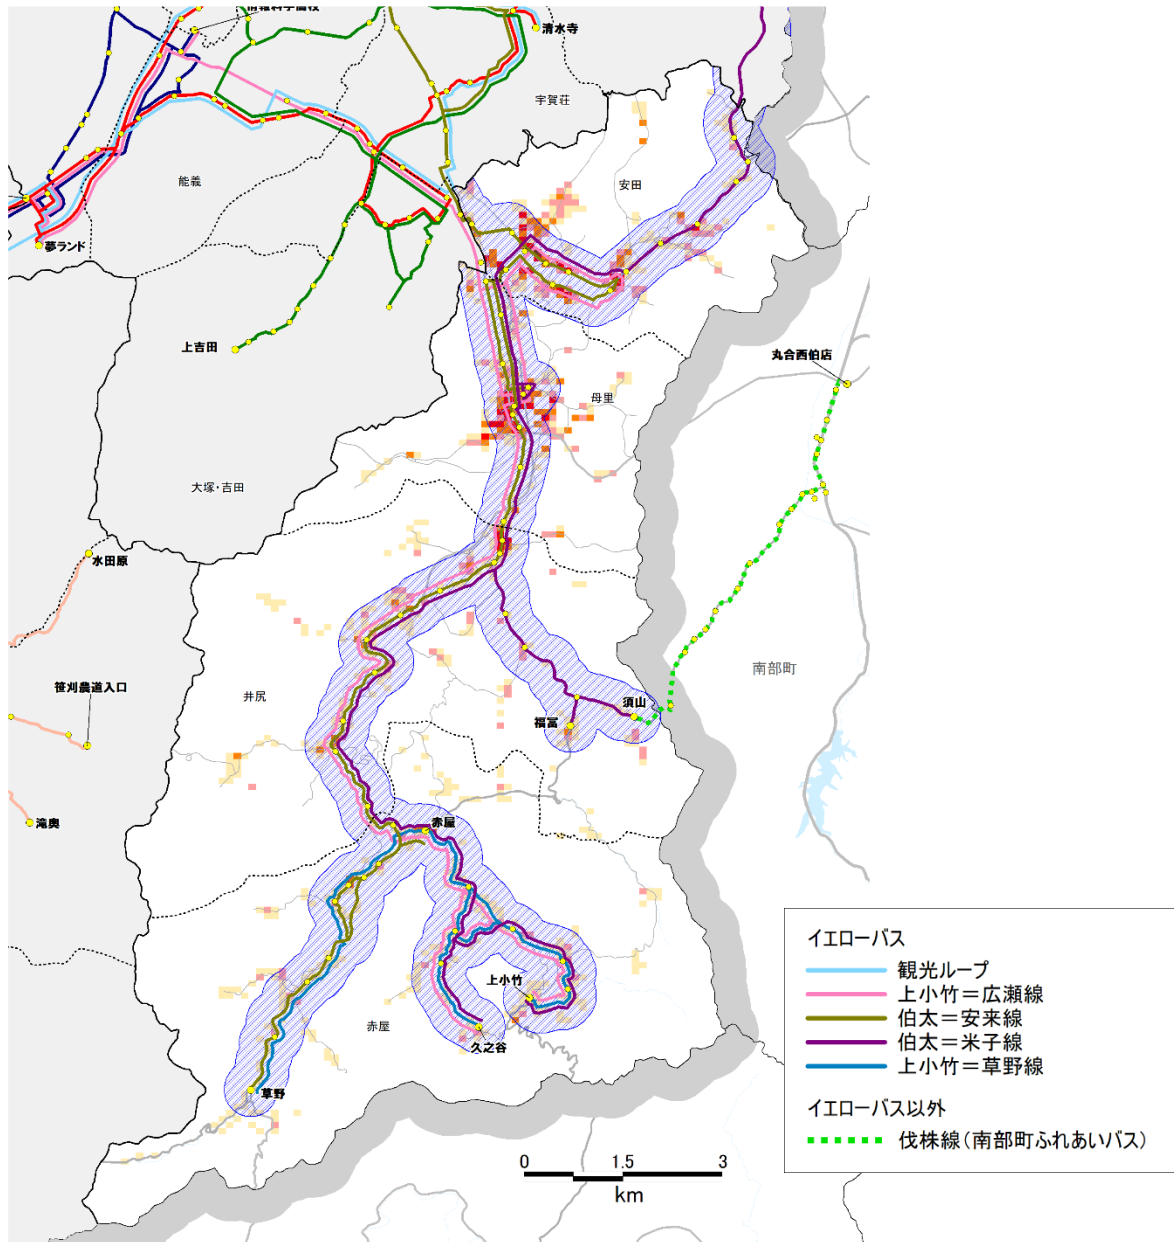 清水寺
宇賀荘
能義
安田
夢ランド
上吉田
丸合西伯店
母里
大塚・吉田
水田原
南部町
笹刈農道入口
井尻
須山
福冨
滝奥
赤屋
上小竹
赤屋
久之谷
草野
イエローバス
観光ループ
上小竹＝広瀬線
伯太＝安来線
伯太＝米子線
上小竹＝草野線
イエローバス以外
伐株線（南部町ふれあいバス）
0 1.5 3
km